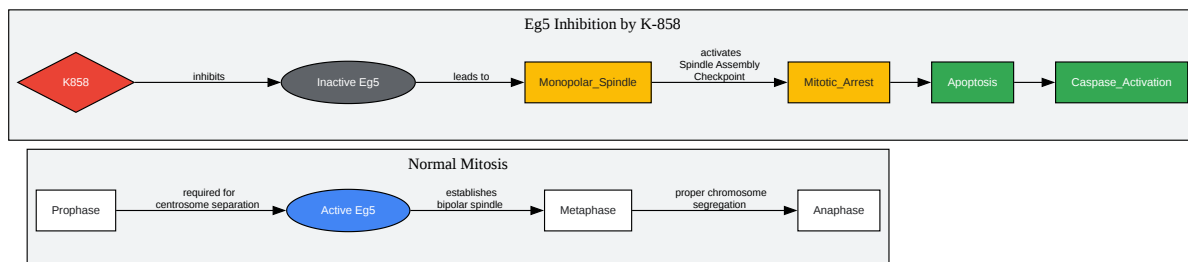 Eg5 Inhibition by K-858
K858
inhibits
Inactive Eg5
leads to
Monopolar_Spindle
activates
Spindle Assembly
Checkpoint
Mitotic_Arrest
Apoptosis
Caspase_Activation
Normal Mitosis
Prophase
required for
centrosome separation
Active Eg5
establishes
bipolar spindle
Metaphase
proper chromosome
segregation
Anaphase